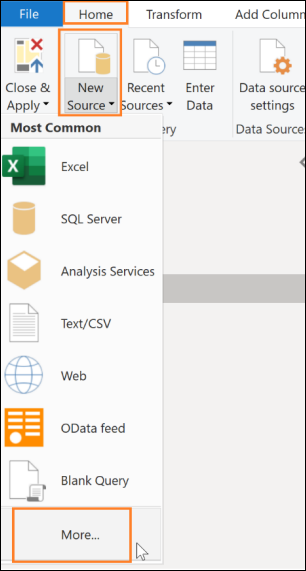 File Home Transform Add Column
Close & New Recent Enter Data source
Apply Source Sources Data settings
ery Data Sources
Most Common
Excel
SQL Server
Analysis Services
Text/CSV
Web
OData feed
Blank Query
More...